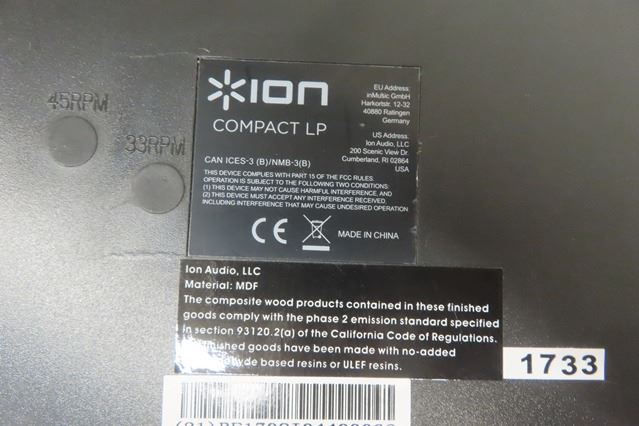 45RPM
33RPM
ION
COMPACT LP
EU Address:
inMusic GmbH
Harkortstr. 12-32
40880 Ratingen
Germany
US Address.
Ion Audio, LLC
200 Scenic View Dr.
Cumberland, RI 02864
USA
CAN ICES-3 (B)/NMB-3(B)
THIS DEVICE COMPLIES WITH PART 15 OF THE FCC RULES.
OPERATION IS SUBJECT TO THE FOLLOWING TWO CONDITIONS:
(1) THIS DEVICE MAY NOT CAUSE HARMFUL INTERFERENCE, AND
(2) THIS DEVICE MUST ACCEPT ANY INTERFERENCE RECEIVED,
INCLUDING INTERFERENCE THAT MAY CAUSE UNDESIRED OPERATION
CE
MADE IN CHINA
Ion Audio, LLC
Material: MDF
The composite wood products contained in these finished
goods comply with the phase 2 emission standard specified
in section 93120.2(a) of the California Code of Regulations.
goods have been made with no-added
based resins or ULEF resins.
1733